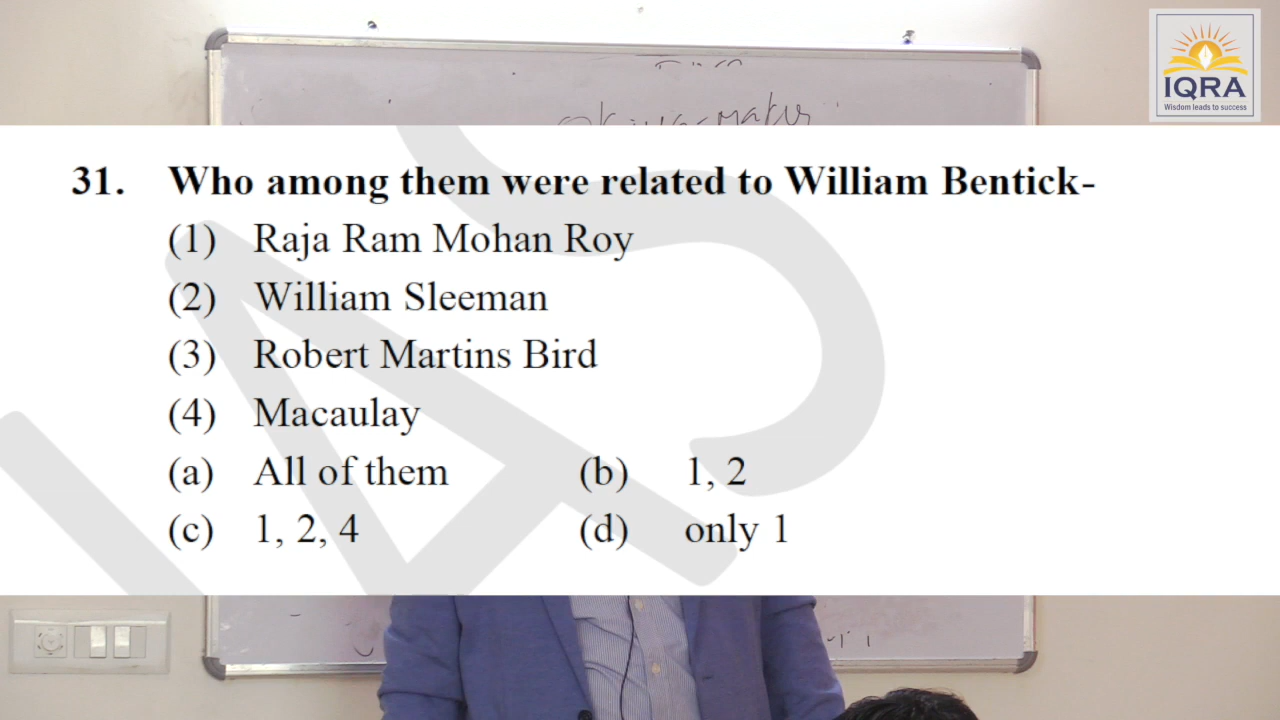 IQRA
Wisdom leads to success
31. Who among them were related to William Bentick-
(1) Raja Ram Mohan Roy
(2) William Sleeman
(3) Robert Martins Bird
(4) Macaulay
(a) All of them (b) 1, 2
(c) 1, 2, 4 (d) only 1